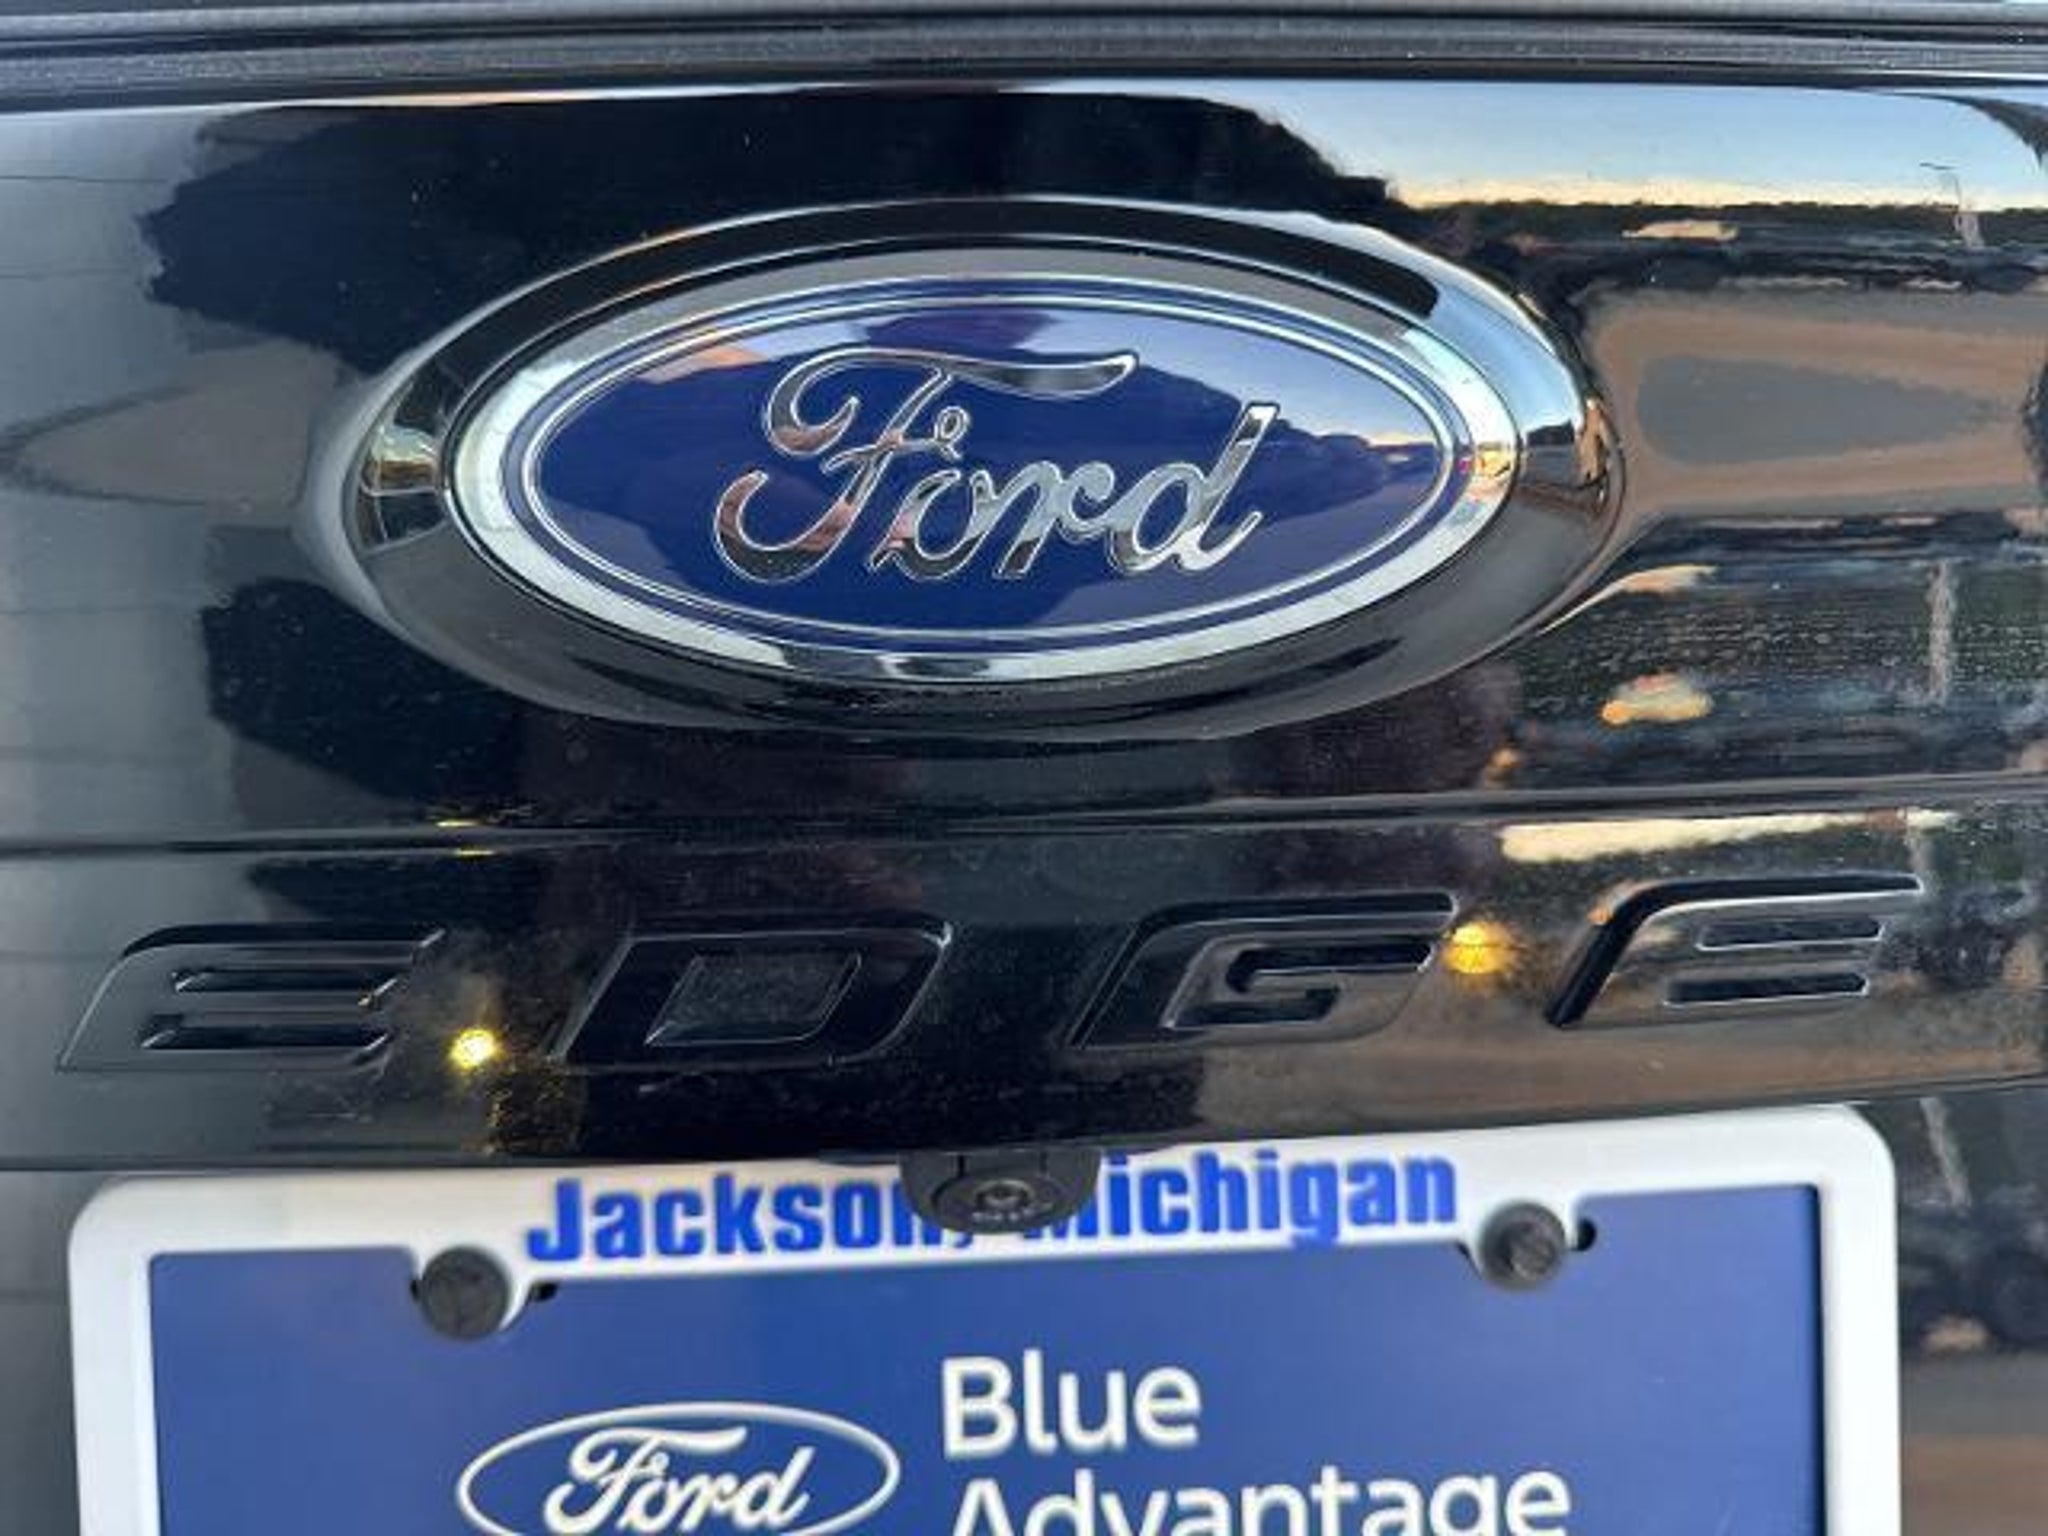 Ford
EDGE
Jackson, Michigan
Ford
Blue
Advantage